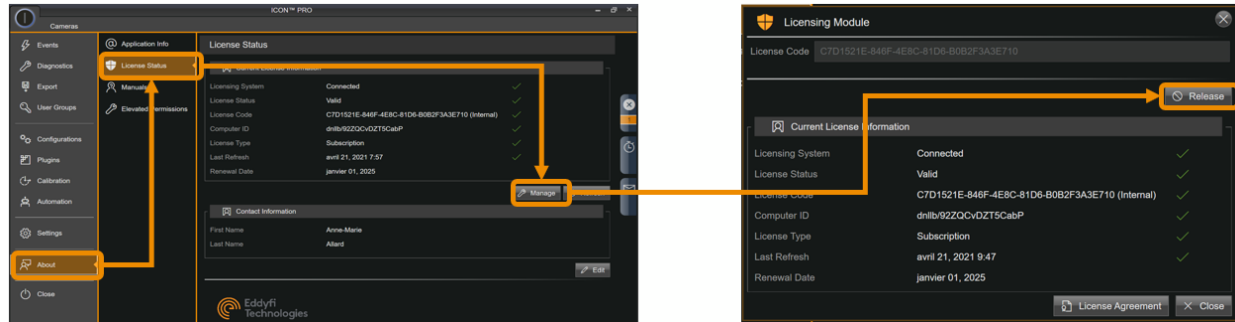 ICON™ PRO
Cameras
Events
Diagnostics
Export
User Groups
Configurations
Plugins
Calibration
Automation
Settings
About
Close
Application Info
License Status
Manuals
Elevated Permissions
License Status
Current License Information
Licensing System Connected
License Status Valid
License Code C7D1521E-846F-4E8C-81D6-B0B2F3A3E710 (Internal)
Computer ID dnllb/92ZQCvDZT5CabP
License Type Subscription
Last Refresh avril 21, 2021 7:57
Renewal Date janvier 01, 2025
Manage
Contact Information
First Name Anne-Marie
Last Name Allard
Edit
Eddyfi
Technologies
Licensing Module
License Code C7D1521E-846F-4E8C-81D6-B0B2F3A3E710
Release
Current License Information
Licensing System Connected
License Status Valid
License Code C7D1521E-846F-4E8C-81D6-B0B2F3A3E710 (Internal)
Computer ID dnllb/92ZQCvDZT5CabP
License Type Subscription
Last Refresh avril 21, 2021 9:47
Renewal Date janvier 01, 2025
License Agreement
Close